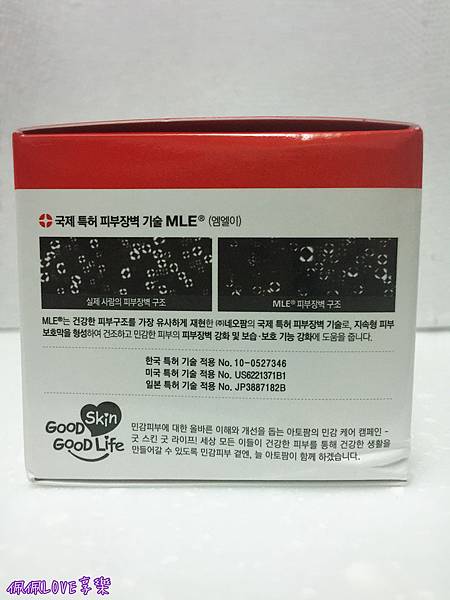 국제 특허 피부장벽 기술 MLE® (엠엘이)
실제 사람의 피부장벽 구조
MLE® 피부장벽 구조
MLE®는 건강한 피부구조를 가장 유사하게 재현한 ㈜네오팜의 국제 특허 피부장벽 기술로, 지속형 피부
보호막을 형성하여 건조하고 민감한 피부의 피부장벽 강화 및 보습·보호 기능 강화에 도움을 줍니다.
한국 특허 기술 적용 No. 10-0527346
미국 특허 기술 적용 No. US6221371B1
일본 특허 기술 적용 No. JP3887182B
GOOD Skin
GOOD Life
민감피부에 대한 올바른 이해와 개선을 돕는 아토팜의 민감 케어 캠페인 -
굿 스킨 굿 라이프! 세상 모든 이들이 건강한 피부를 통해 건강한 생활을
만들어갈 수 있도록 민감피부 곁엔, 늘 아토팜이 함께 하겠습니다.
佩佩LOVE享樂